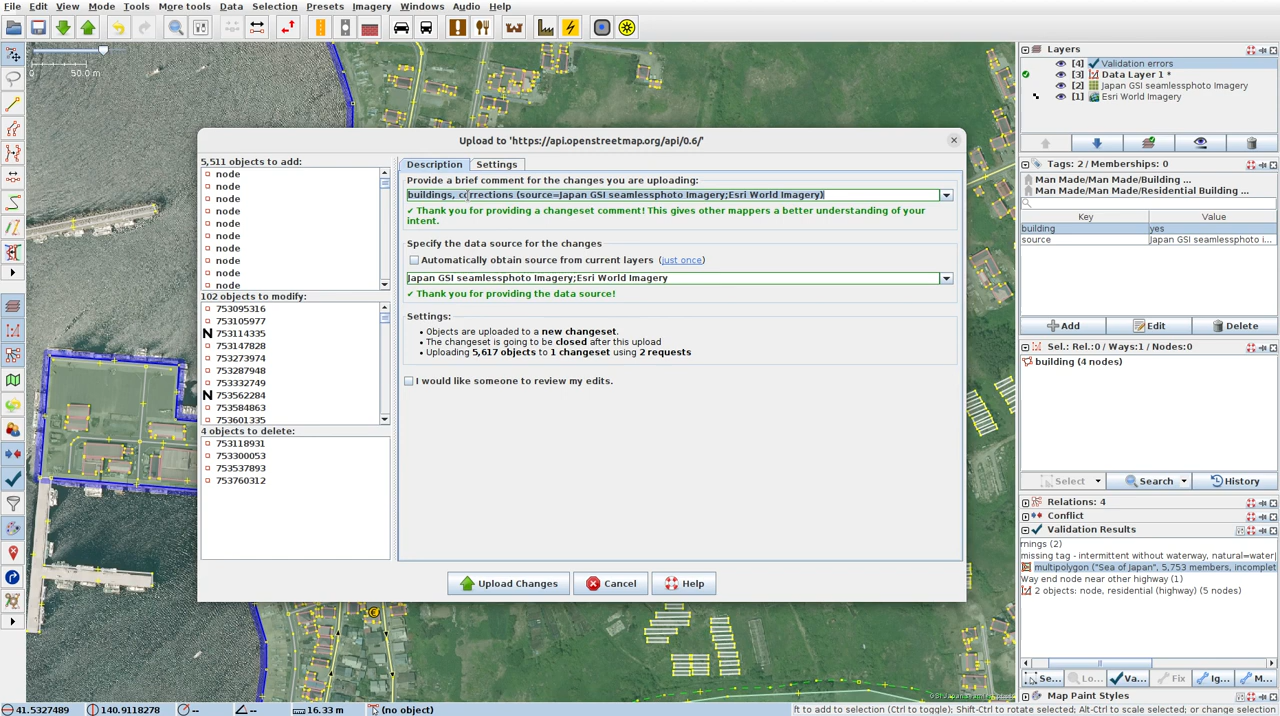 File Edit View Mode Tools More tools Data Selection Presets Imagery Windows Audio Help
50.0 m
Upload to 'https://api.openstreetmap.org/api/0.6/'
5,511 objects to add:
node
node
node
node
node
node
node
node
node
node
102 objects to modify:
753095316
753105977
N 753114335
753147828
753273974
753287948
753332749
N 753562284
753584863
753601335
4 objects to delete:
753118931
753300053
753537893
753760312
Description Settings
Provide a brief comment for the changes you are uploading:
buildings, corrections (source=Japan GSI seamlessphoto Imagery;Esri World Imagery)
✔ Thank you for providing a changeset comment! This gives other mappers a better understanding of your
intent.
Specify the data source for the changes
Automatically obtain source from current layers (just once)
Japan GSI seamlessphoto Imagery;Esri World Imagery
✔ Thank you for providing the data source!
Settings:
• Objects are uploaded to a new changeset.
• The changeset is going to be closed after this upload
• Uploading 5,617 objects to 1 changeset using 2 requests
I would like someone to review my edits.
Upload Changes Cancel Help
Layers
[4] Validation errors
[3] Data Layer 1 *
[2] Japan GSI seamlessphoto Imagery
[1] Esri World Imagery
Tags: 2 / Memberships: 0
Man Made/Man Made/Building ...
Man Made/Man Made/Residential Building ...
Key Value
building yes
source Japan GSI seamlessphoto i...
Add Edit Delete
Sel.: Rel.:0 / Ways:1 / Nodes:0
building (4 nodes)
Select Search History
Relations: 4
Conflict
Validation Results
rnings (2)
missing tag - intermittent without waterway, natural=water
multipolygon ("Sea of Japan", 5,753 members, incomplet
Way end node near other highway (1)
2 objects: node, residential (highway) (5 nodes)
Se... Lo... Va... Fix Ig... M...
Map Paint Styles
41.5327489 140.9118278 -- -- 16.33 m (no object) ft to add to selection (Ctrl to toggle); Shift-Ctrl to rotate selected; Alt-Ctrl to scale selected; or change selection